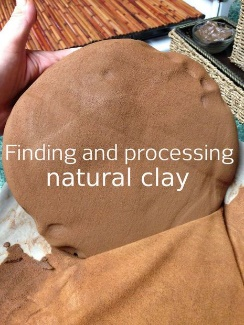 Finding and processing
natural clay